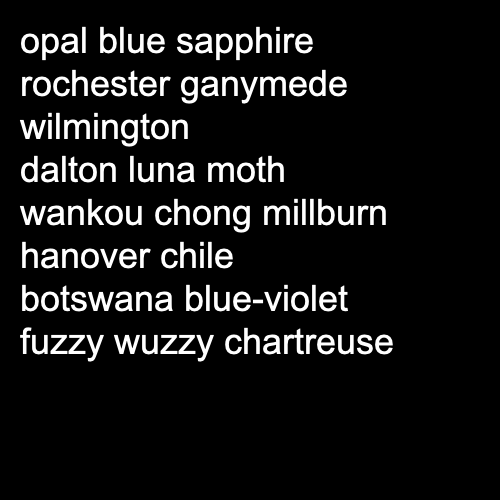 opal blue sapphire
rochester ganymede
wilmington
dalton luna moth
wankou chong millburn
hanover chile
botswana blue-violet
fuzzy wuzzy chartreuse